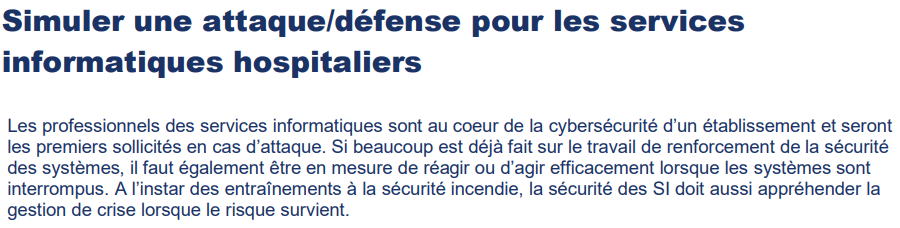 Simuler une attaque/défense pour les services
informatiques hospitaliers
Les professionnels des services informatiques sont au coeur de la cybersécurité d’un établissement et seront
les premiers sollicités en cas d’attaque. Si beaucoup est déjà fait sur le travail de renforcement de la sécurité
des systèmes, il faut également être en mesure de réagir ou d’agir efficacement lorsque les systèmes sont
interrompus. A l’instar des entraînements à la sécurité incendie, la sécurité des SI doit aussi appréhender la
gestion de crise lorsque le risque survient.